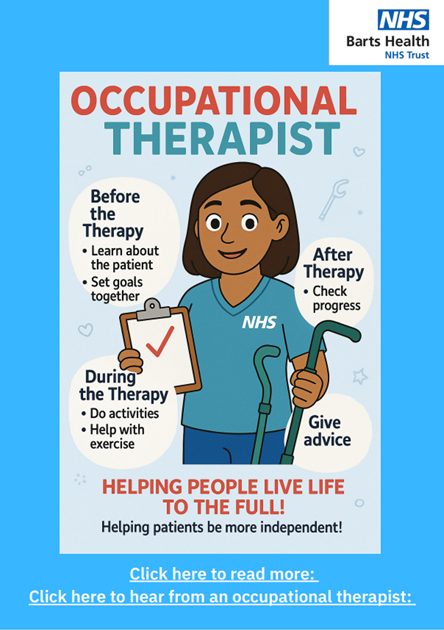 NHS
Barts Health
NHS Trust
OCCUPATIONAL
THERAPIST
Before
the
Therapy
• Learn about
the patient
• Set goals
together
After
Therapy
• Check
progress
NHS
During
the Therapy
• Do activities
• Help with
exercise
Give
advice
HELPING PEOPLE LIVE LIFE
TO THE FULL!
Helping patients be more independent!
Click here to read more:
Click here to hear from an occupational therapist: